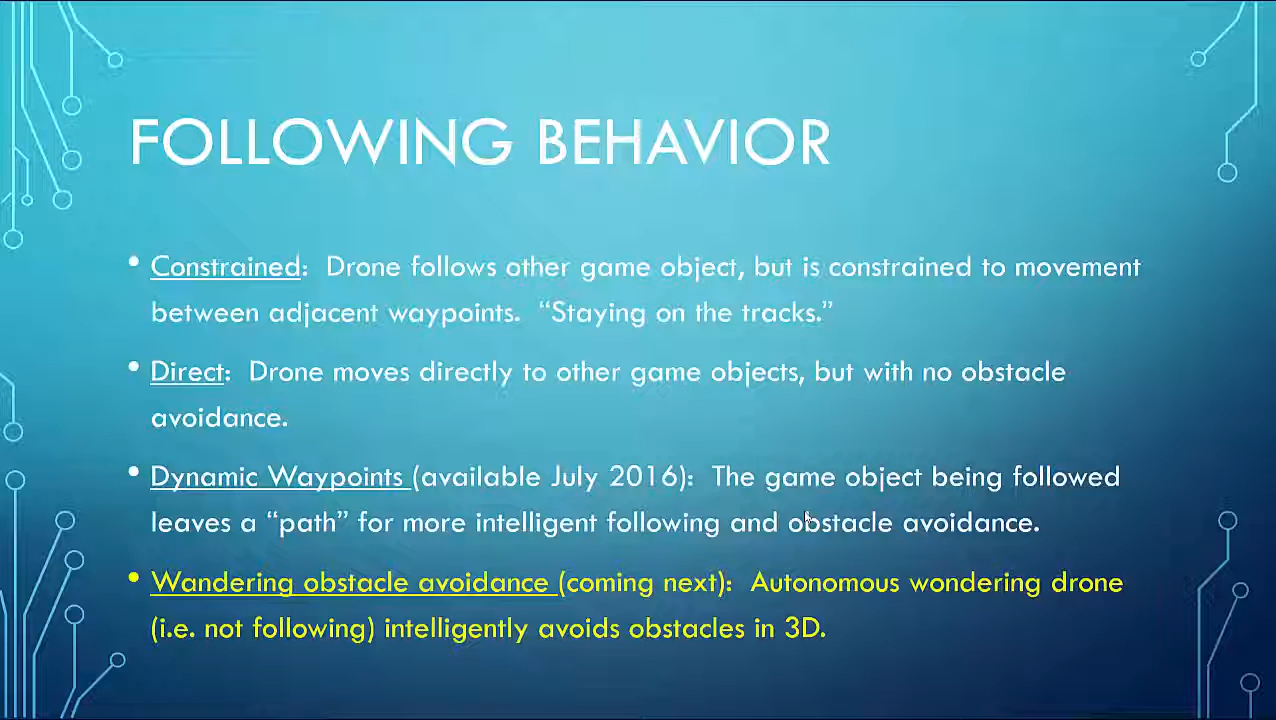 FOLLOWING BEHAVIOR
• Constrained:  Drone follows other game object, but is constrained to movement
between adjacent waypoints.  “Staying on the tracks.”
• Direct:  Drone moves directly to other game objects, but with no obstacle
avoidance.
• Dynamic Waypoints (available July 2016):  The game object being followed
leaves a “path” for more intelligent following and obstacle avoidance.
• Wandering obstacle avoidance (coming next):  Autonomous wondering drone
(i.e. not following) intelligently avoids obstacles in 3D.